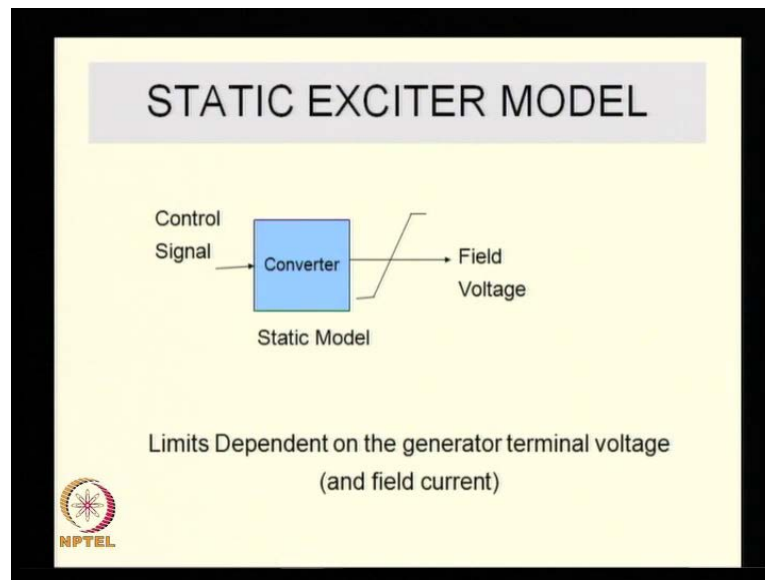 STATIC EXCITER MODEL
Control
Signal
Converter
Field
Voltage
Static Model
Limits Dependent on the generator terminal voltage
(and field current)
NPTEL